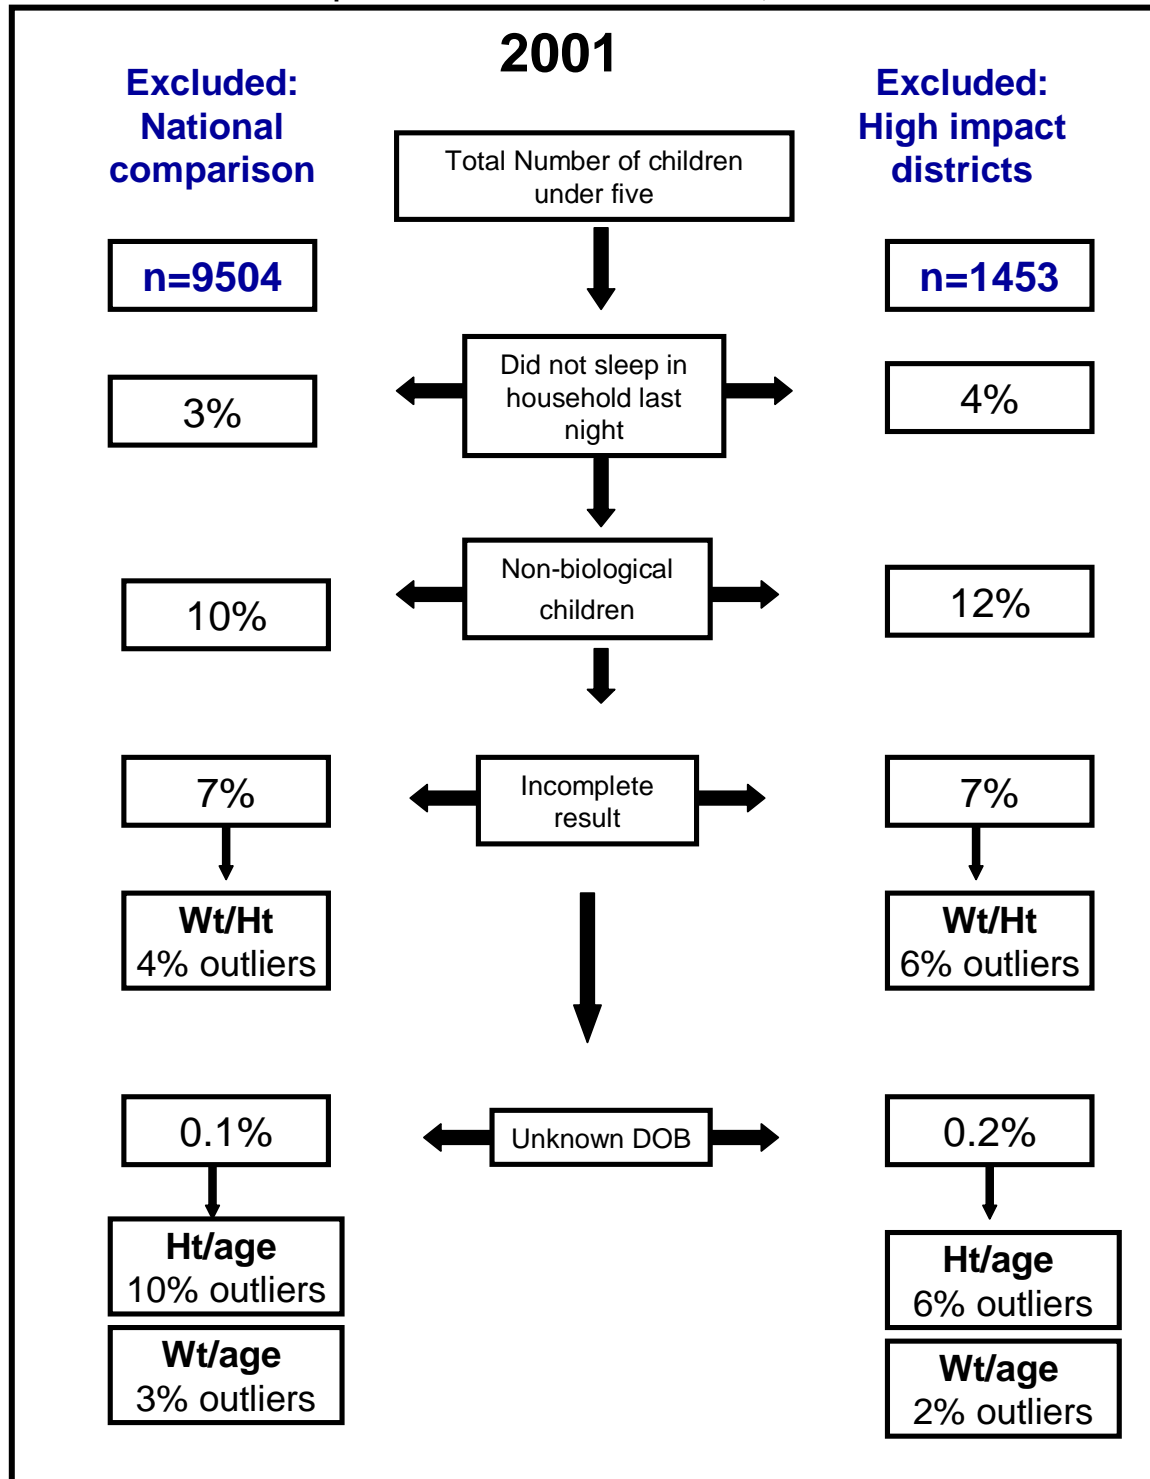 2001
Excluded:
National
comparison
Excluded:
High impact
districts
Total Number of children
under five
n=9504
n=1453
Did not sleep in
household last
night
3%
4%
Non-biological
children
10%
12%
Incomplete
result
7%
7%
Wt/Ht
4% outliers
Wt/Ht
6% outliers
Unknown DOB
0.1%
0.2%
Ht/age
10% outliers
Ht/age
6% outliers
Wt/age
3% outliers
Wt/age
2% outliers